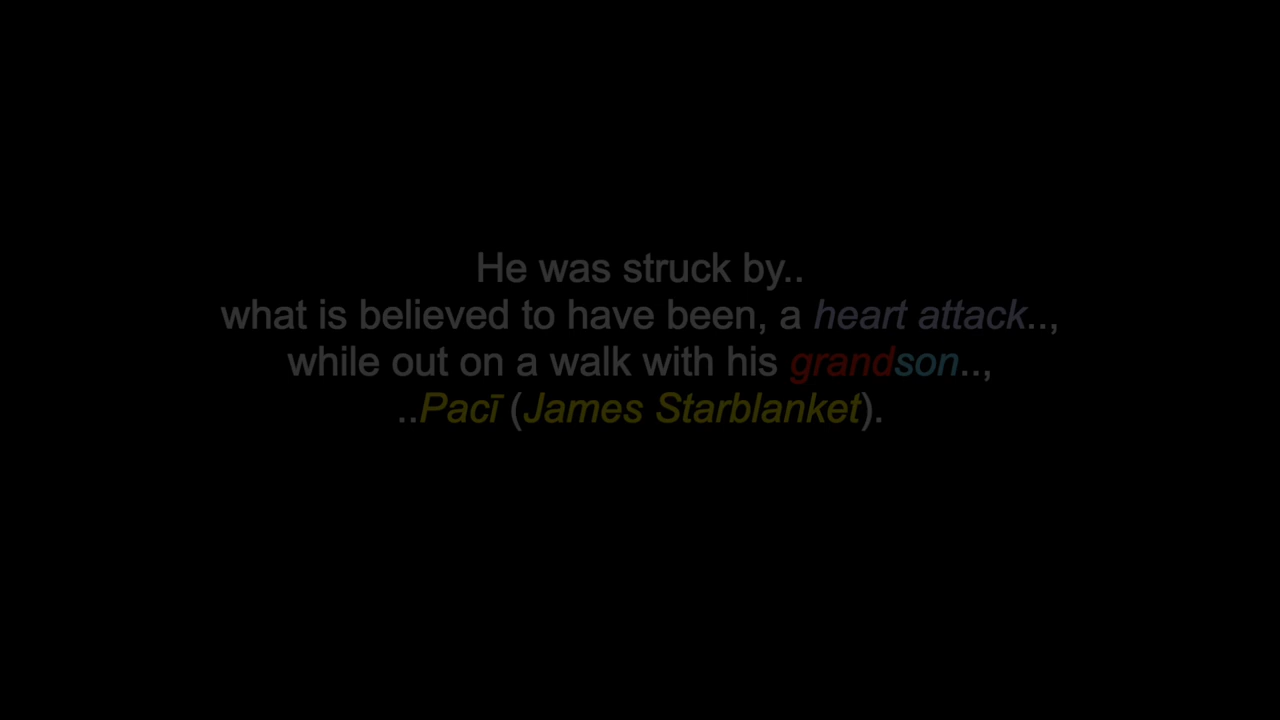 He was struck by..
what is believed to have been, a heart attack..,
while out on a walk with his grandson..,
..Pacī (James Starblanket).